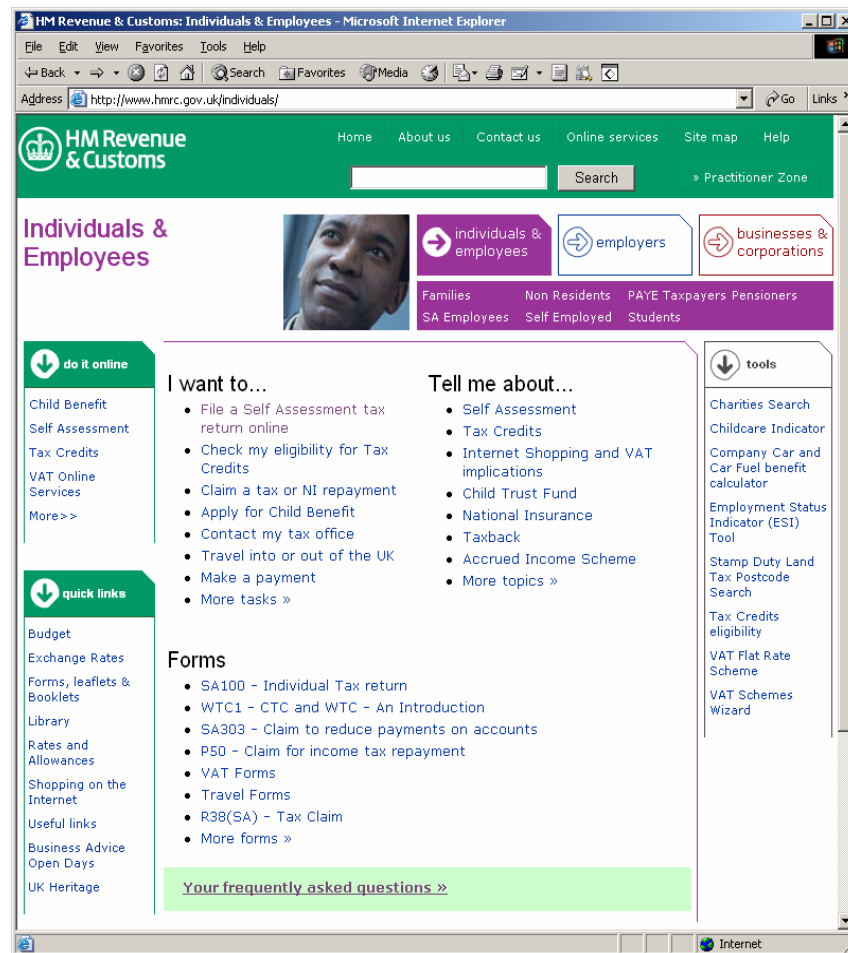 HM Revenue & Customs: Individuals & Employees - Microsoft Internet Explorer
File Edit View Favorites Tools Help
Back Search Favorites Media
Address http://www.hmrc.gov.uk/individuals/ Go Links
HM Revenue
& Customs
Home About us Contact us Online services Site map Help
Search » Practitioner Zone
Individuals &
Employees
individuals &
employees
employers
businesses &
corporations
Families Non Residents PAYE Taxpayers Pensioners
SA Employees Self Employed Students
do it online
Child Benefit
Self Assessment
Tax Credits
VAT Online
Services
More>>
quick links
Budget
Exchange Rates
Forms, leaflets &
Booklets
Library
Rates and
Allowances
Shopping on the
Internet
Useful links
Business Advice
Open Days
UK Heritage
I want to...
File a Self Assessment tax
return online
Check my eligibility for Tax
Credits
Claim a tax or NI repayment
Apply for Child Benefit
Contact my tax office
Travel into or out of the UK
Make a payment
More tasks »
Tell me about...
Self Assessment
Tax Credits
Internet Shopping and VAT
implications
Child Trust Fund
National Insurance
Taxback
Accrued Income Scheme
More topics »
Forms
SA100 - Individual Tax return
WTC1 - CTC and WTC - An Introduction
SA303 - Claim to reduce payments on accounts
P50 - Claim for income tax repayment
VAT Forms
Travel Forms
R38(SA) - Tax Claim
More forms »
Your frequently asked questions »
tools
Charities Search
Childcare Indicator
Company Car and
Car Fuel benefit
calculator
Employment Status
Indicator (ESI)
Tool
Stamp Duty Land
Tax Postcode
Search
Tax Credits
eligibility
VAT Flat Rate
Scheme
VAT Schemes
Wizard
Internet